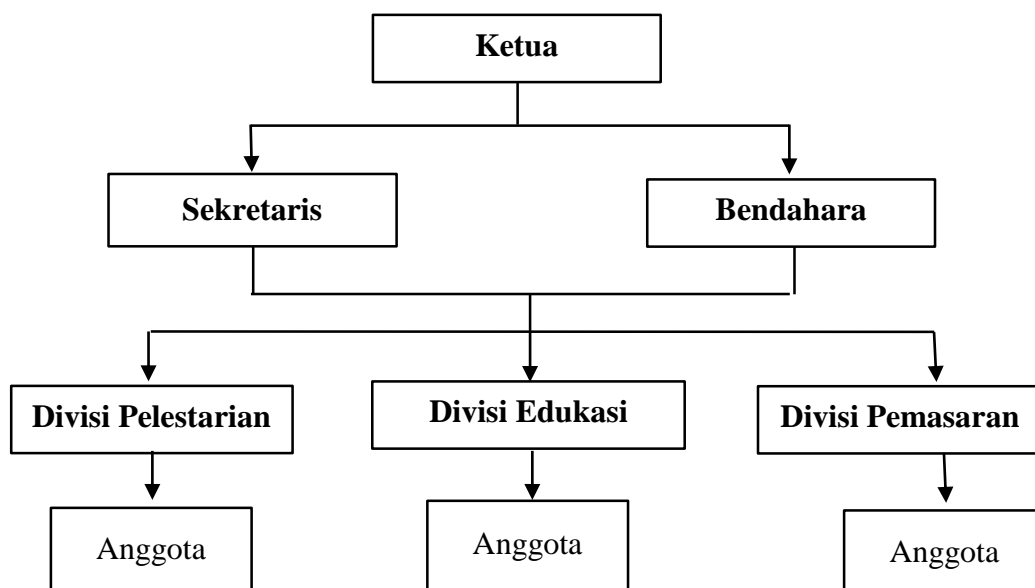 Ketua
Sekretaris
Bendahara
Divisi Pelestarian
Divisi Edukasi
Divisi Pemasaran
Anggota
Anggota
Anggota